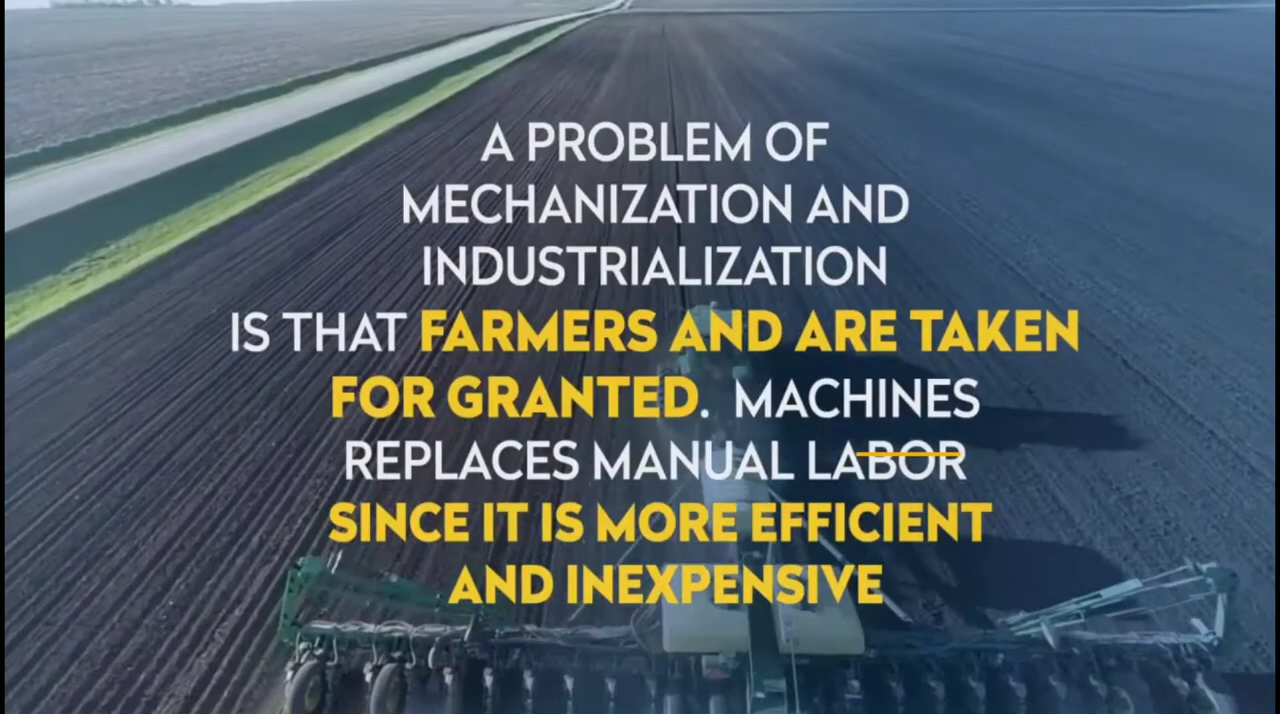 A PROBLEM OF
MECHANIZATION AND
INDUSTRIALIZATION
IS THAT FARMERS AND ARE TAKEN
FOR GRANTED. MACHINES
REPLACES MANUAL LABOR
SINCE IT IS MORE EFFICIENT
AND INEXPENSIVE